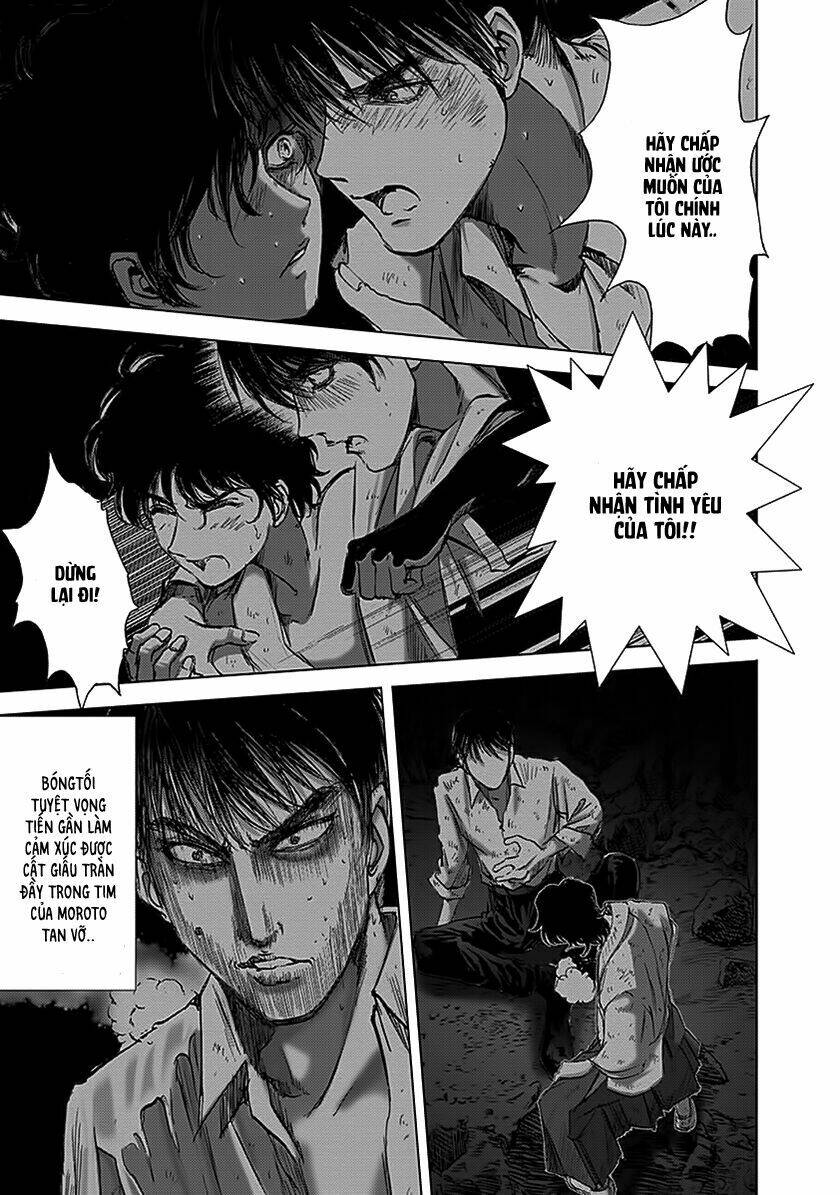 HÃY CHẤP
NHẬN ƯỚC
MUỐN CỦA
TÔI CHÍNH
LÚC NÀY..
HÃY CHẤP
NHẬN TÌNH YÊU
CỦA TÔI!!
DỪNG
LẠI ĐI!
BÓNGTỐI
TUYỆT VỌNG
TIẾN GẦN LÀM
CẢM XÚC ĐƯỢC
CẤT GIẤU TRÀN
ĐẦY TRONG TIM
CỦA MOROTO
TAN VỠ..